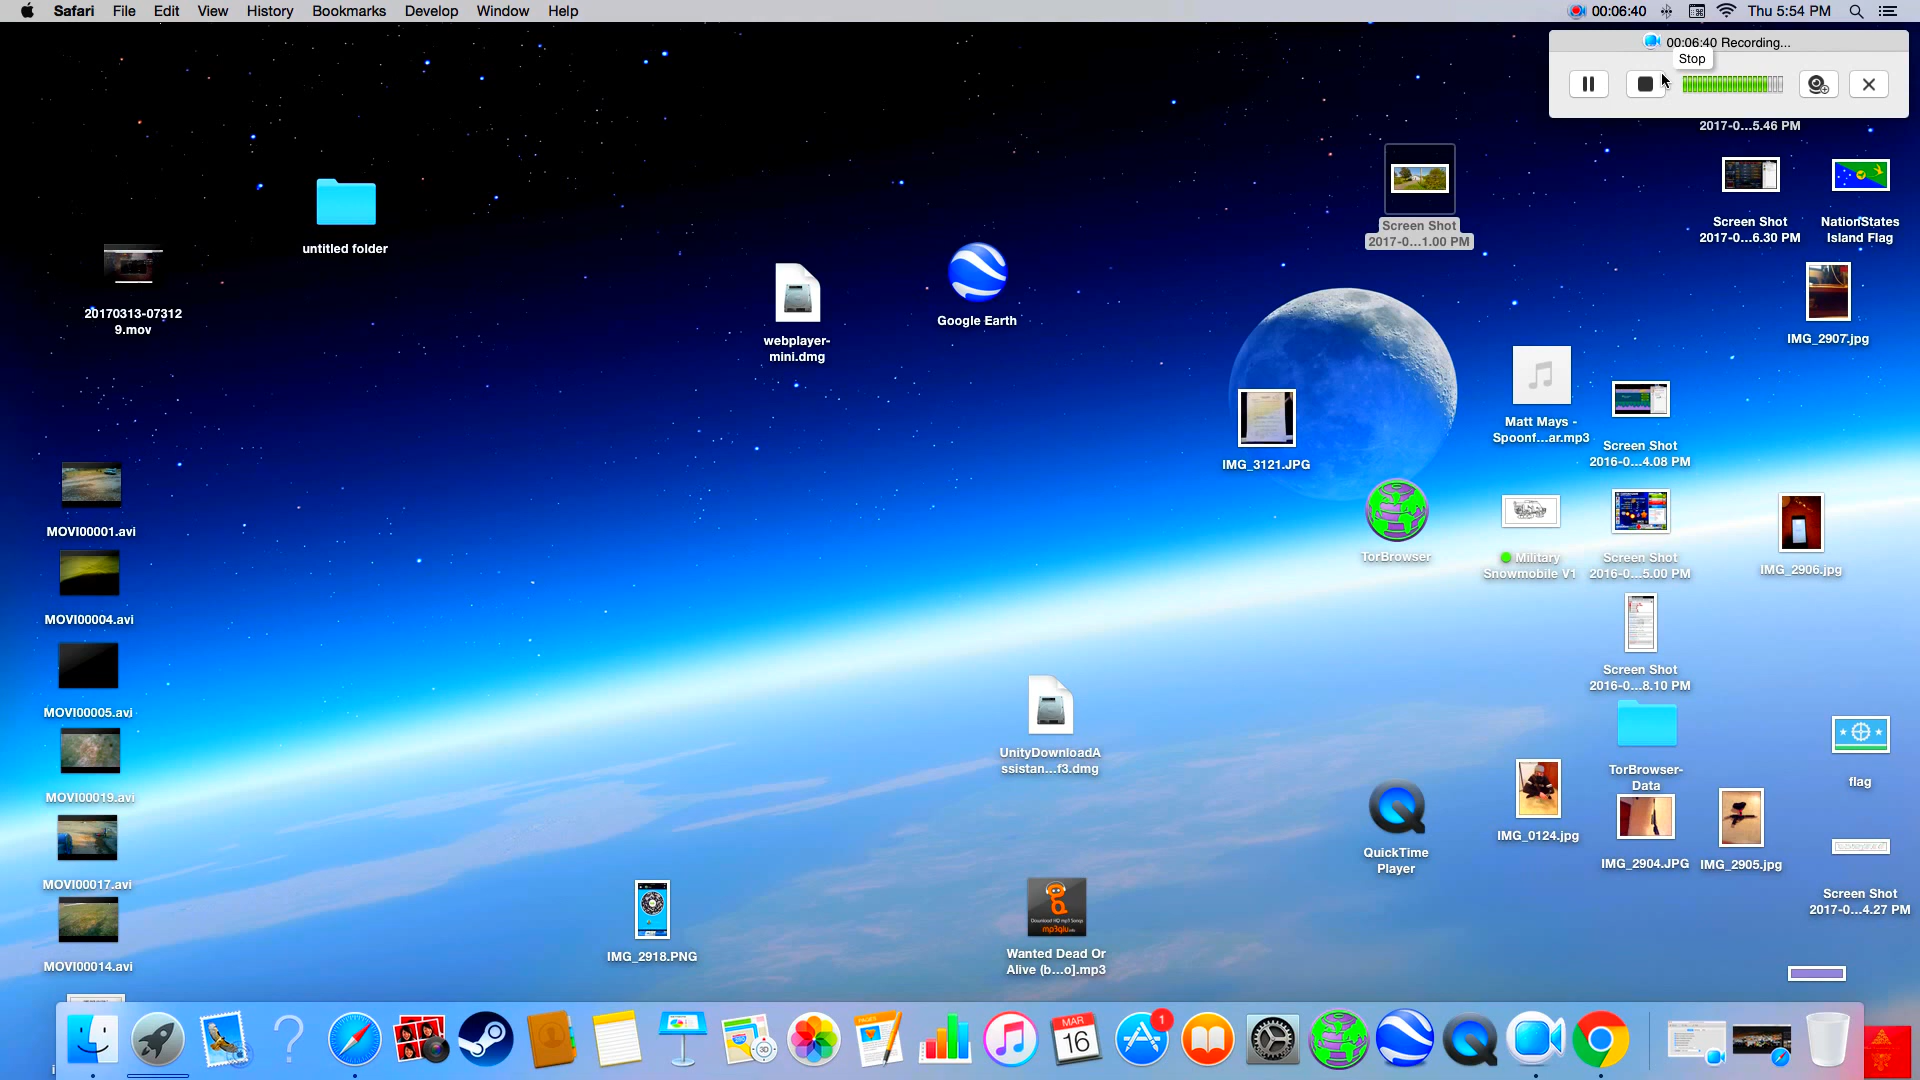 Safari File Edit View History Bookmarks Develop Window Help
00:06:40 Thu 5:54 PM
00:06:40 Recording...
Stop
2017-0...5.46 PM
Screen Shot
2017-0...1.00 PM
Screen Shot
2017-0...6.30 PM
NationStates
Island Flag
untitled folder
20170313-07312
9.mov
webplayer-
mini.dmg
Google Earth
IMG_2907.jpg
Matt Mays -
Spoonf...ar.mp3
Screen Shot
2016-0...4.08 PM
IMG_3121.JPG
MOVI00001.avi
TorBrowser
Military
Snowmobile V1
Screen Shot
2016-0...5.00 PM
IMG_2906.jpg
MOVI00004.avi
Screen Shot
2016-0...8.10 PM
MOVI00005.avi
UnityDownloadA
ssistan...f3.dmg
TorBrowser-
Data
flag
MOVI00019.avi
QuickTime
Player
IMG_0124.jpg
IMG_2904.JPG
IMG_2905.jpg
MOVI00017.avi
Screen Shot
2017-0...4.27 PM
Download HQ mp3 Songs
IMG_2918.PNG
Wanted Dead Or
Alive (b...o].mp3
MOVI00014.avi
PAGES
MAR
16
1
3D